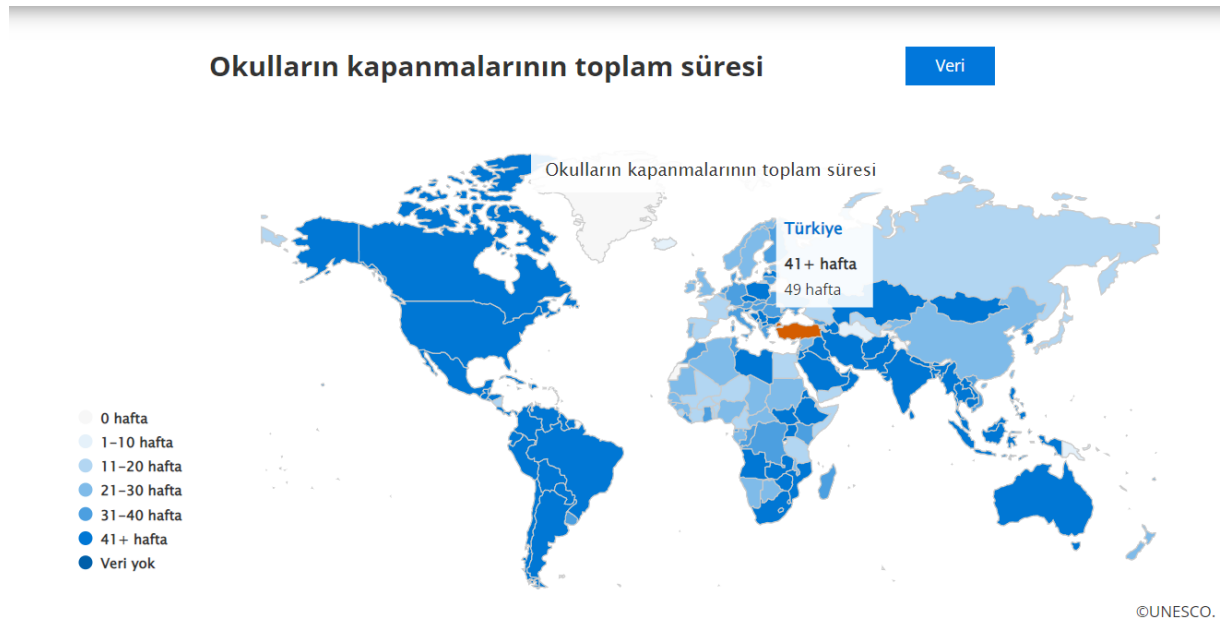 Okulların kapanmalarının toplam süresi
Veri
Okulların kapanmalarının toplam süresi
Türkiye
41+ hafta
49 hafta
0 hafta
1–10 hafta
11–20 hafta
21–30 hafta
31–40 hafta
41+ hafta
Veri yok
©UNESCO.